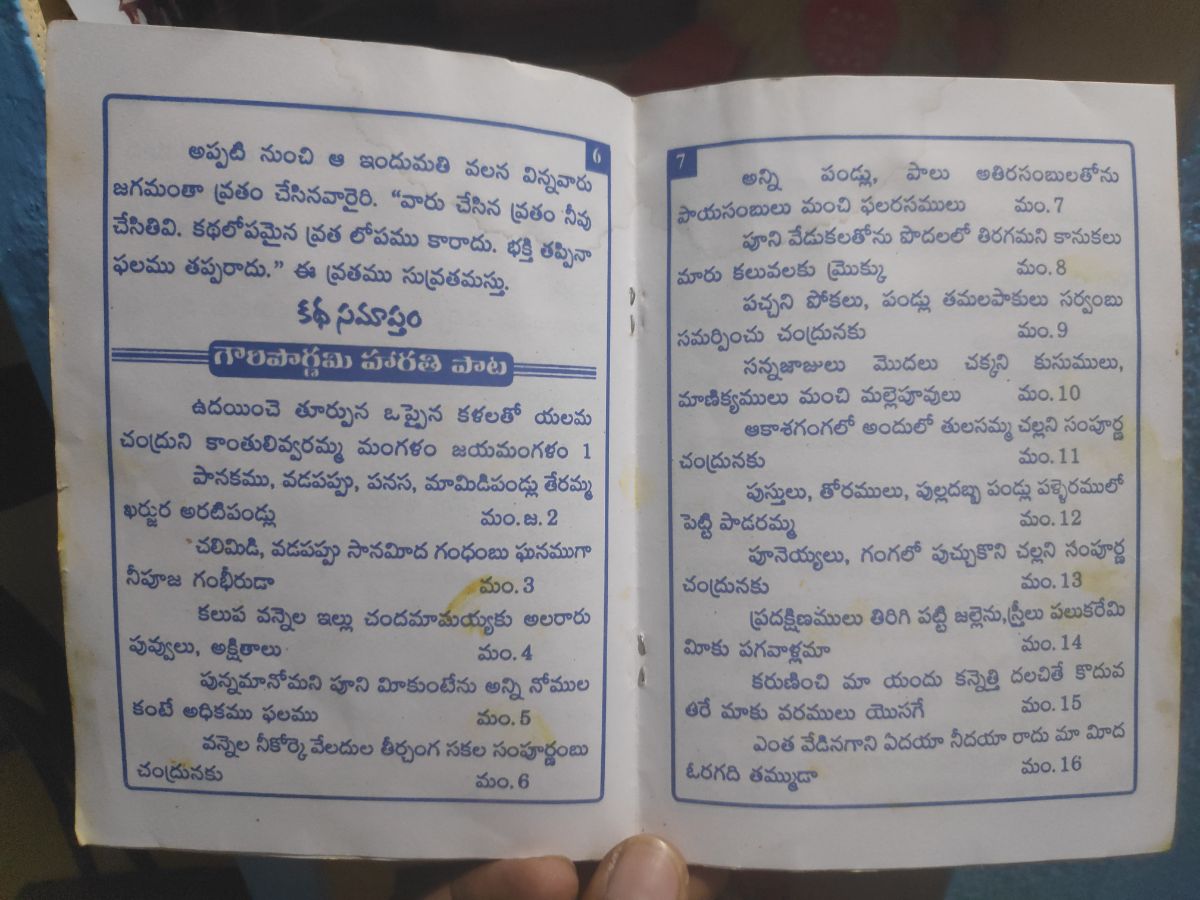 6
అప్పటి నుంచి ఆ ఇందుమతి వలన విన్నవారు
జగమంతా వ్రతం చేసినవారైరి. “వారు చేసిన వ్రతం నీవు
చేసితివి. కథలోపమైన వ్రత లోపము కారాదు. భక్తి తప్పినా
ఫలము తప్పరాదు.” ఈ వ్రతము సువ్రతమస్తు.
కథ సమాప్తం
గౌరిపౌర్ణమి హారతి పాట
ఉదయించె తూర్పున ఒప్పైన కళలతో యలమ
చంద్రుని కాంతులివ్వరమ్మ మంగళం జయమంగళం 1
పానకము, వడపప్పు, పనస, మామిడిపండ్లు తేరమ్మ
ఖర్జుర అరటిపండ్లు మం.జ.2
చలిమిడి, వడపప్పు సానమీద గంధంబు ఘనముగా
నీపూజ గంభీరుడా మం.3
కలుప వన్నెల ఇల్లు చందమామయ్యకు అలరారు
పువ్వులు, అక్షితాలు మం.4
పున్నమానోమని పూని మీకుంటేను అన్ని నోముల
కంటే అధికము ఫలము మం.5
వన్నెల నీకోర్కె వేలదుల తీర్చంగ సకల సంపూర్ణంబు
చంద్రునకు మం.6
7
అన్ని పండ్లు, పాలు అతిరసంబులతోను
పాయసంబులు మంచి ఫలరసములు మం.7
పూని వేడుకలతోను పొదలలో తిరగమని కానుకలు
మారు కలువలకు మ్రొక్కు మం.8
పచ్చని పోకలు, పండ్లు తమలపాకులు సర్వంబు
సమర్పించు చంద్రునకు మం.9
సన్నజాజులు మొదలు చక్కని కుసుములు,
మాణిక్యములు మంచి మల్లెపూవులు మం.10
ఆకాశగంగలో అందులో తులసమ్మ చల్లని సంపూర్ణ
చంద్రునకు మం.11
పుస్తులు, తోరములు, పుల్లదబ్బ పండ్లు పళ్ళెరములో
పెట్టి పాడరమ్మ మం.12
పూనెయ్యలు, గంగలో పుచ్చుకొని చల్లని సంపూర్ణ
చంద్రునకు మం.13
ప్రదక్షిణములు తిరిగి పట్టి జల్లెను,స్త్రీలు పలుకరేమి
మీకు పగవాళ్లమా మం.14
కరుణించి మా యందు కన్నెత్తి దలచితే కొదువ
తీరే మాకు వరములు యొసగే మం.15
ఎంత వేడినగాని ఏదయా నీదయా రాదు మా మీద
ఓరగది తమ్ముడా మం.16